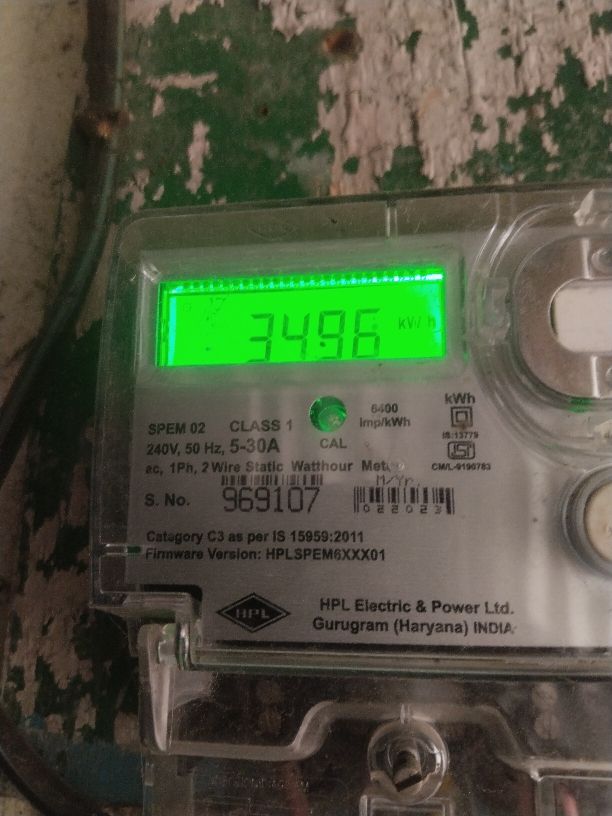 3496 kWh
SPEM 02 CLASS 1
6400 imp/kWh
kWh
240V, 50 Hz, 5-30A
CAL
IS:13779
ac, 1Ph, 2 Wire Static Watthour Meter
CM/L-9196783
M/Yr.
S. No. 969107
022023
Category C3 as per IS 15959:2011
Firmware Version: HPLSPEM6XXX01
HPL
HPL Electric & Power Ltd.
Gurugram (Haryana) INDIA